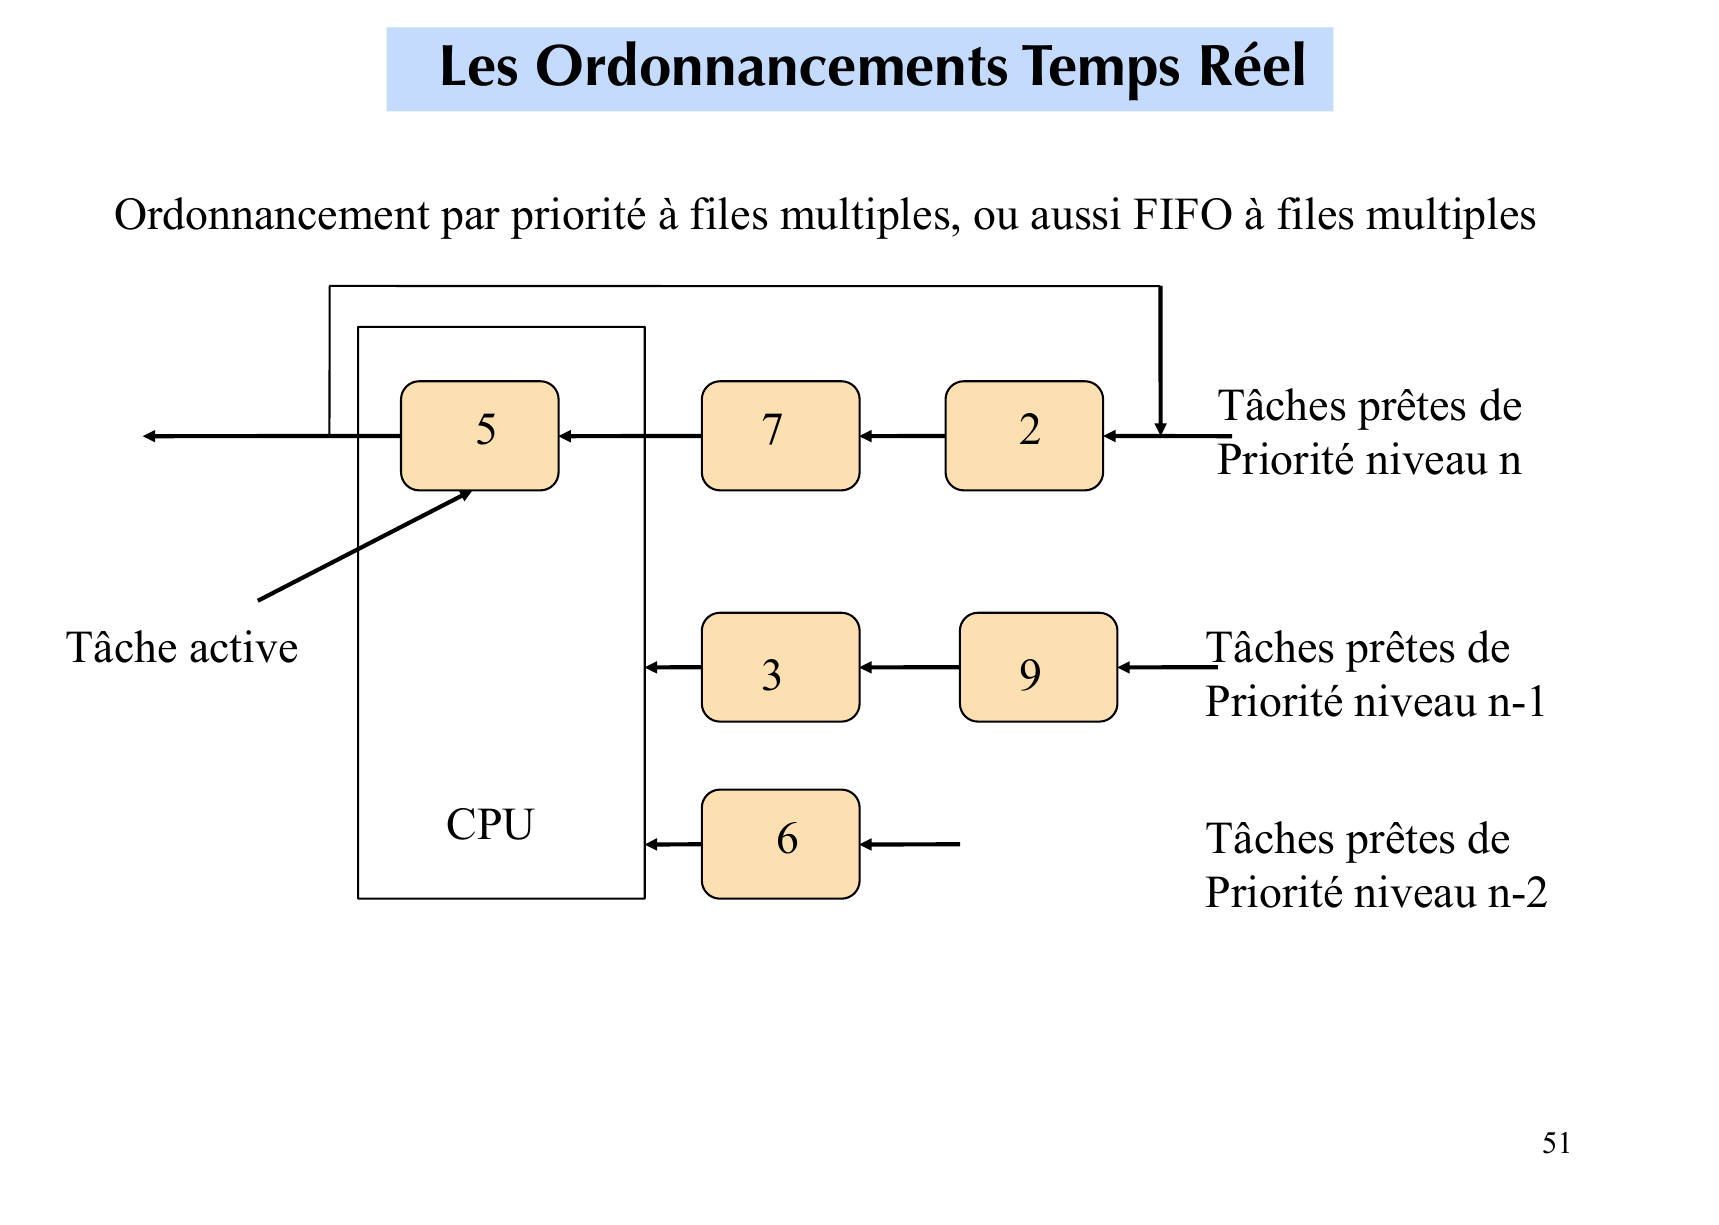 Les Ordonnancements Temps Réel
Ordonnancement par priorité à files multiples, ou aussi FIFO à files multiples
5
7
2
Tâches prêtes de
Priorité niveau n
Tâche active
3
9
Tâches prêtes de
Priorité niveau n-1
CPU
6
Tâches prêtes de
Priorité niveau n-2
51